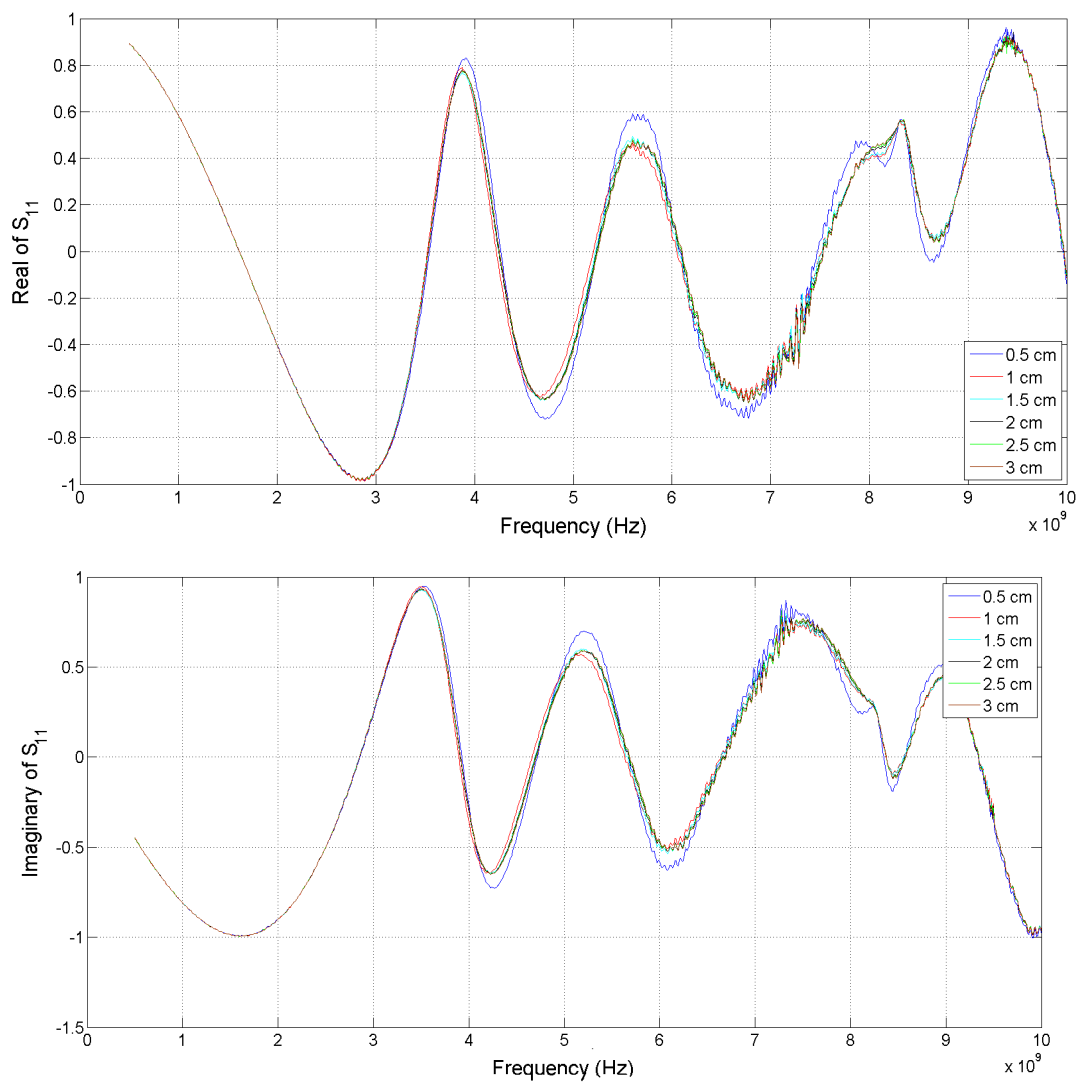 1
0.8
0.6
0.4
0.2
0
-0.2
-0.4
-0.6
-0.8
-1
Real of S11
0 1 2 3 4 5 6 7 8 9 10
Frequency (Hz)
x 10^9
0.5 cm
1 cm
1.5 cm
2 cm
2.5 cm
3 cm
1
0.5
0
-0.5
-1
-1.5
Imaginary of S11
0 1 2 3 4 5 6 7 8 9 10
Frequency (Hz)
x 10^9
0.5 cm
1 cm
1.5 cm
2 cm
2.5 cm
3 cm